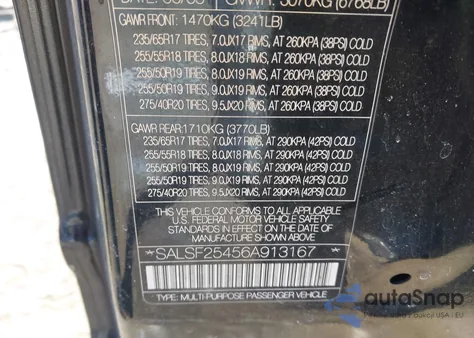 GVWR: 3070KG (6768LB)
GAWR FRONT: 1470KG (3241LB)
235/65R17 TIRES, 7.0JX17 RIMS, AT 260KPA (38PSI) COLD
255/55R18 TIRES, 8.0JX18 RIMS, AT 260KPA (38PSI) COLD
255/50R19 TIRES, 8.0JX19 RIMS, AT 260KPA (38PSI) COLD
255/50R19 TIRES, 9.0JX19 RIMS, AT 260KPA (38PSI) COLD
275/40R20 TIRES, 9.5JX20 RIMS, AT 260KPA (38PSI) COLD
GAWR REAR: 1710KG (3770LB)
235/65R17 TIRES, 7.0JX17 RIMS, AT 290KPA (42PSI) COLD
255/55R18 TIRES, 8.0JX18 RIMS, AT 290KPA (42PSI) COLD
255/50R19 TIRES, 8.0JX19 RIMS, AT 290KPA (42PSI) COLD
255/50R19 TIRES, 9.0JX19 RIMS, AT 290KPA (42PSI) COLD
275/40R20 TIRES, 9.5JX20 RIMS, AT 290KPA (42PSI) COLD
THIS VEHICLE CONFORMS TO ALL APPLICABLE
U.S. FEDERAL MOTOR VEHICLE SAFETY
STANDARDS IN EFFECT ON THE DATE OF
MANUFACTURE SHOWN ABOVE.
*SALSF25456A913167*
TYPE: MULTI-PURPOSE PASSENGER VEHICLE
autoSnap
USA - EU